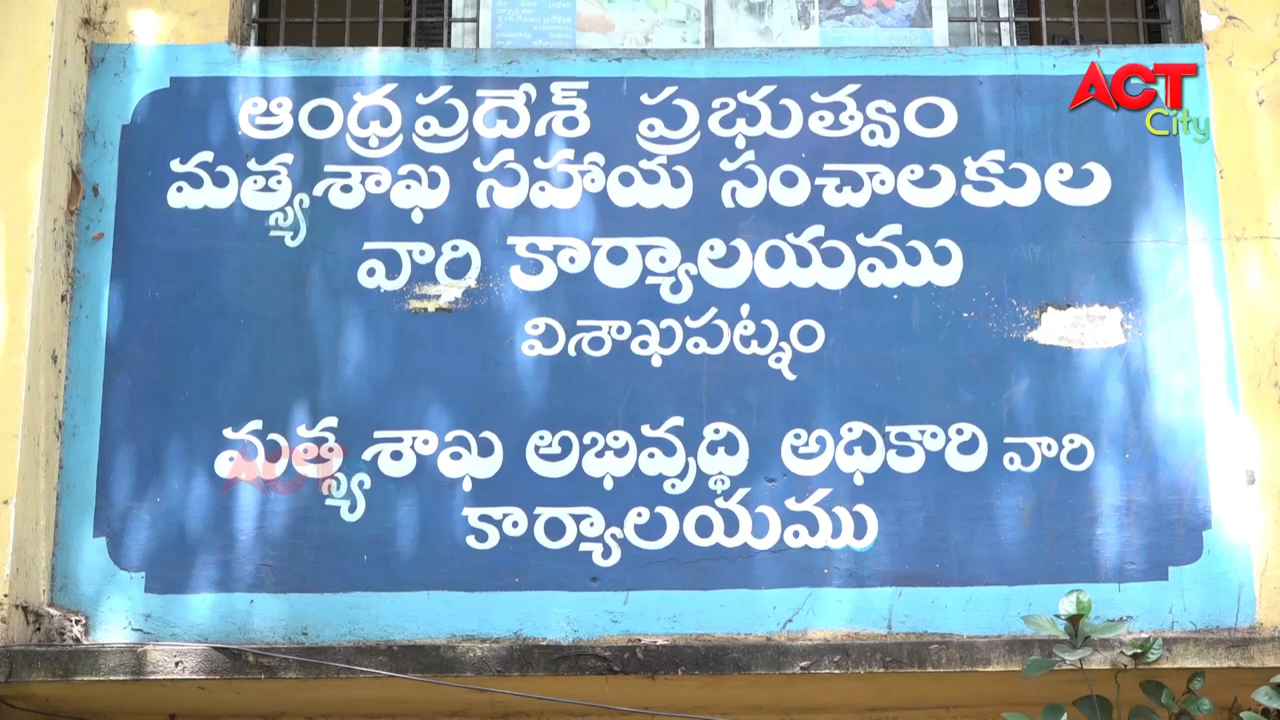 ACT
City
ఆంధ్రప్రదేశ్ ప్రభుత్వం
మత్స్యశాఖ సహాయ సంచాలకుల
వారి కార్యాలయము
విశాఖపట్నం
మత్స్యశాఖ అభివృద్ధి అధికారి వారి
కార్యాలయము